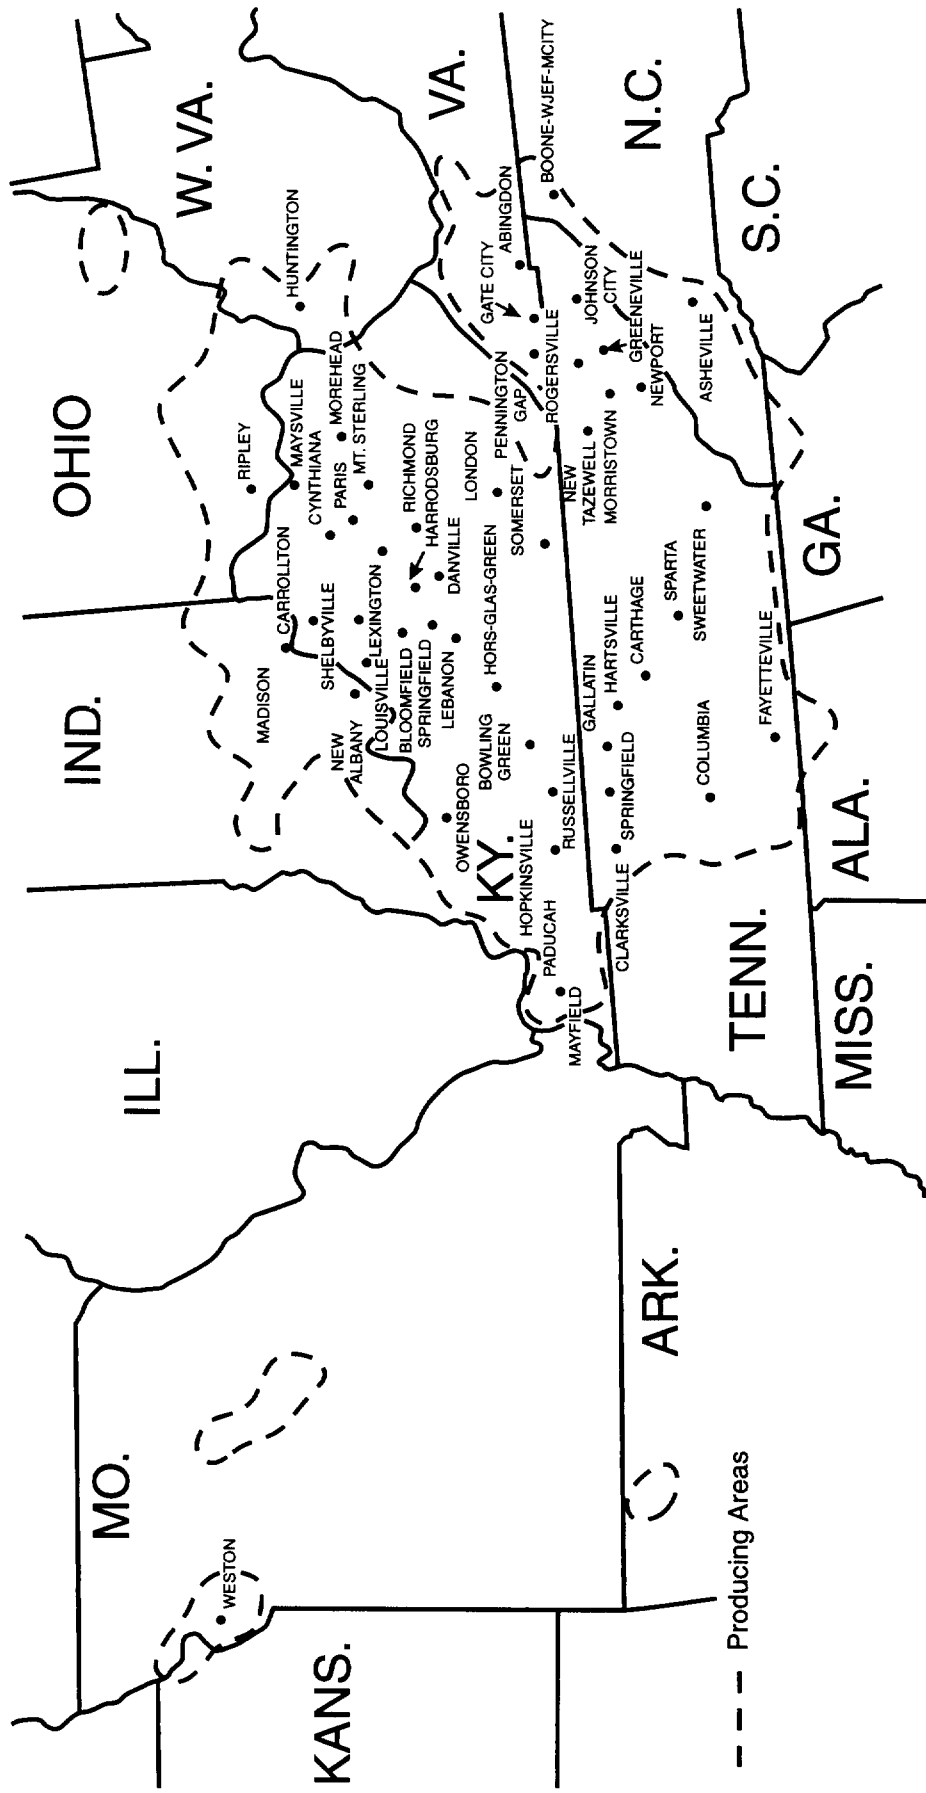 MO.
ILL.
IND.
OHIO
W. VA.
VA.
KANS.
ARK.
KY.
TENN.
N.C.
S.C.
GA.
ALA.
MISS.
WESTON
MADISON
RIPLEY
HUNTINGTON
CARROLLTON
MAYSVILLE
CYNTHIANA
MOREHEAD
PARIS
MT. STERLING
SHELBYVILLE
NEW
ALBANY
LOUISVILLE
LEXINGTON
BLOOMFIELD
SPRINGFIELD
LEBANON
RICHMOND
HARRODSBURG
DANVILLE
LONDON
OWENSBORO
BOWLING
GREEN
HORS-GLAS-GREEN
SOMERSET
PENNINGTON
GAP
GATE CITY
ABINGDON
BOONE-WJEF-MCITY
HOPKINSVILLE
PADUCAH
MAYFIELD
RUSSELLVILLE
ROGERSVILLE
NEW
TAZEWELL
MORRISTOWN
JOHNSON
CITY
GREENEVILLE
NEWPORT
ASHEVILLE
CLARKSVILLE
SPRINGFIELD
GALLATIN
HARTSVILLE
CARTHAGE
SPARTA
SWEETWATER
COLUMBIA
FAYETTEVILLE
Producing Areas